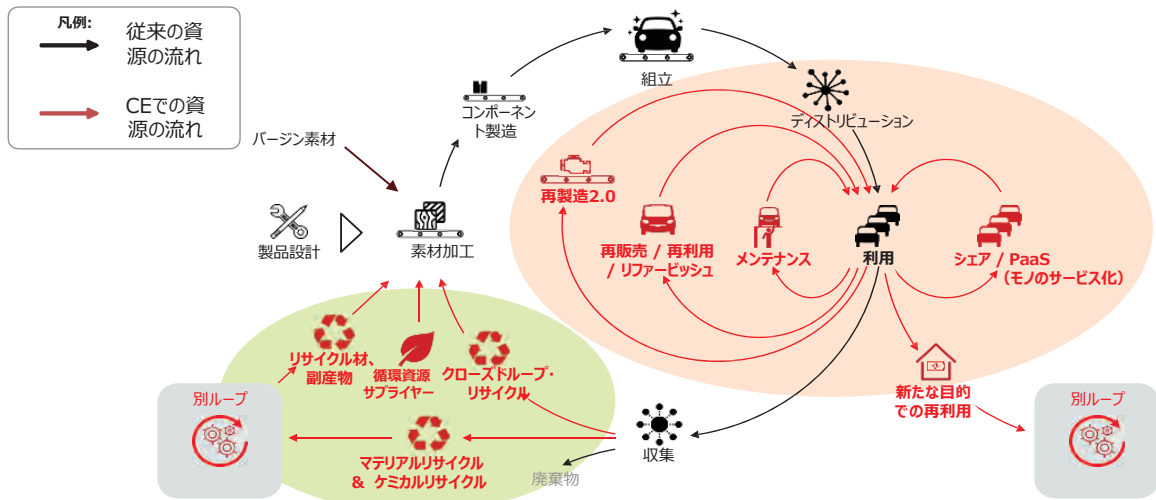 凡例:
従来の資
源の流れ
CEでの資
源の流れ
バージン素材
製品設計
素材加工
コンポーネン
ト製造
組立
ディストリビューション
再製造2.0
再販売 / 再利用
/ リファービッシュ
メンテナンス
利用
シェア / PaaS
（モノのサービス化）
リサイクル材、
副産物
循環資源
サプライヤー
クローズドループ・
リサイクル
新たな目的
での再利用
別ループ
別ループ
マテリアルリサイクル
& ケミカルリサイクル
収集
廃棄物